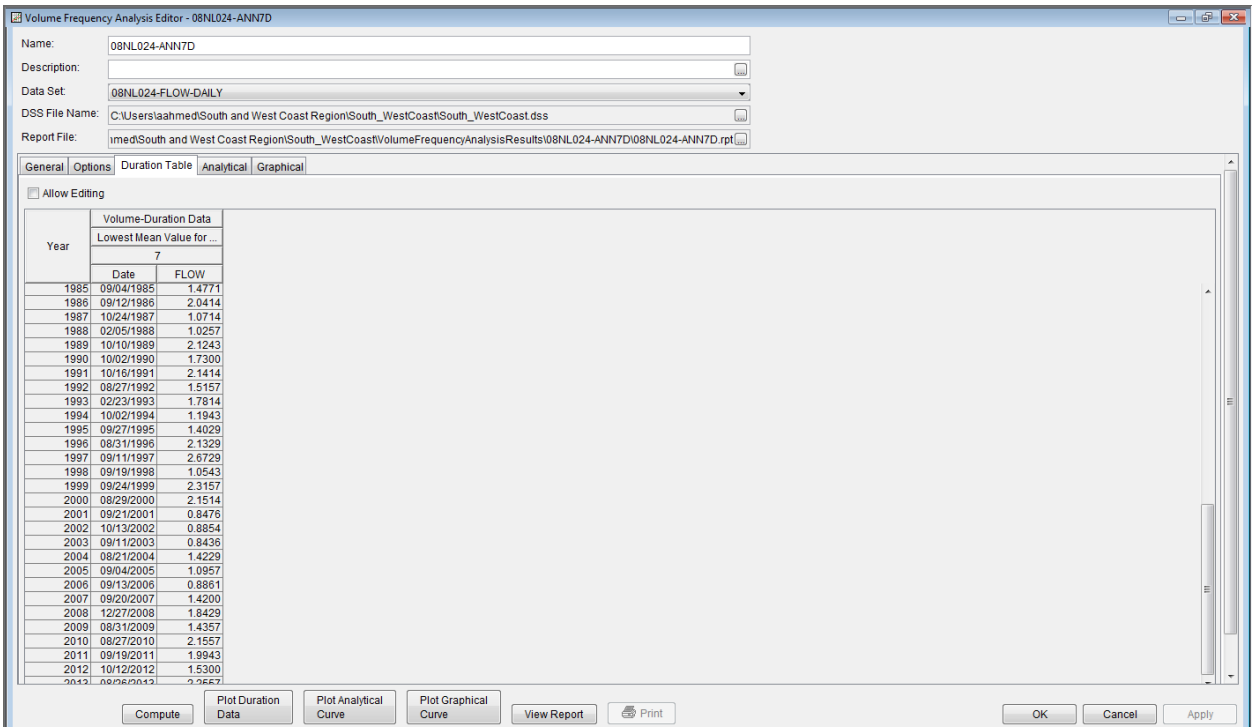 Volume Frequency Analysis Editor - 08NL024-ANN7D
Name: 08NL024-ANN7D
Description:
Data Set: 08NL024-FLOW-DAILY
DSS File Name: C:\Users\aahmed\South and West Coast Region\South_WestCoast\South_WestCoast.dss
Report File: ımed\South and West Coast Region\South_WestCoast\VolumeFrequencyAnalysisResults\08NL024-ANN7D\08NL024-ANN7D.rpt
General Options Duration Table Analytical Graphical
Allow Editing
Volume-Duration Data
Lowest Mean Value for ...
Year
7
Date FLOW
1985 09/04/1985 1.4771
1986 09/12/1986 2.0414
1987 10/24/1987 1.0714
1988 02/05/1988 1.0257
1989 10/10/1989 2.1243
1990 10/02/1990 1.7300
1991 10/16/1991 2.1414
1992 08/27/1992 1.5157
1993 02/23/1993 1.7814
1994 10/02/1994 1.1943
1995 09/27/1995 1.4029
1996 08/31/1996 2.1329
1997 09/11/1997 2.6729
1998 09/19/1998 1.0543
1999 09/24/1999 2.3157
2000 08/29/2000 2.1514
2001 09/21/2001 0.8476
2002 10/13/2002 0.8854
2003 09/11/2003 0.8436
2004 08/21/2004 1.4229
2005 09/04/2005 1.0957
2006 09/13/2006 0.8861
2007 09/20/2007 1.4200
2008 12/27/2008 1.8429
2009 08/31/2009 1.4357
2010 08/27/2010 2.1557
2011 09/19/2011 1.9943
2012 10/12/2012 1.5300
2013 08/26/2013 2.2557
Compute
Plot Duration
Data
Plot Analytical
Curve
Plot Graphical
Curve
View Report
Print
OK
Cancel
Apply